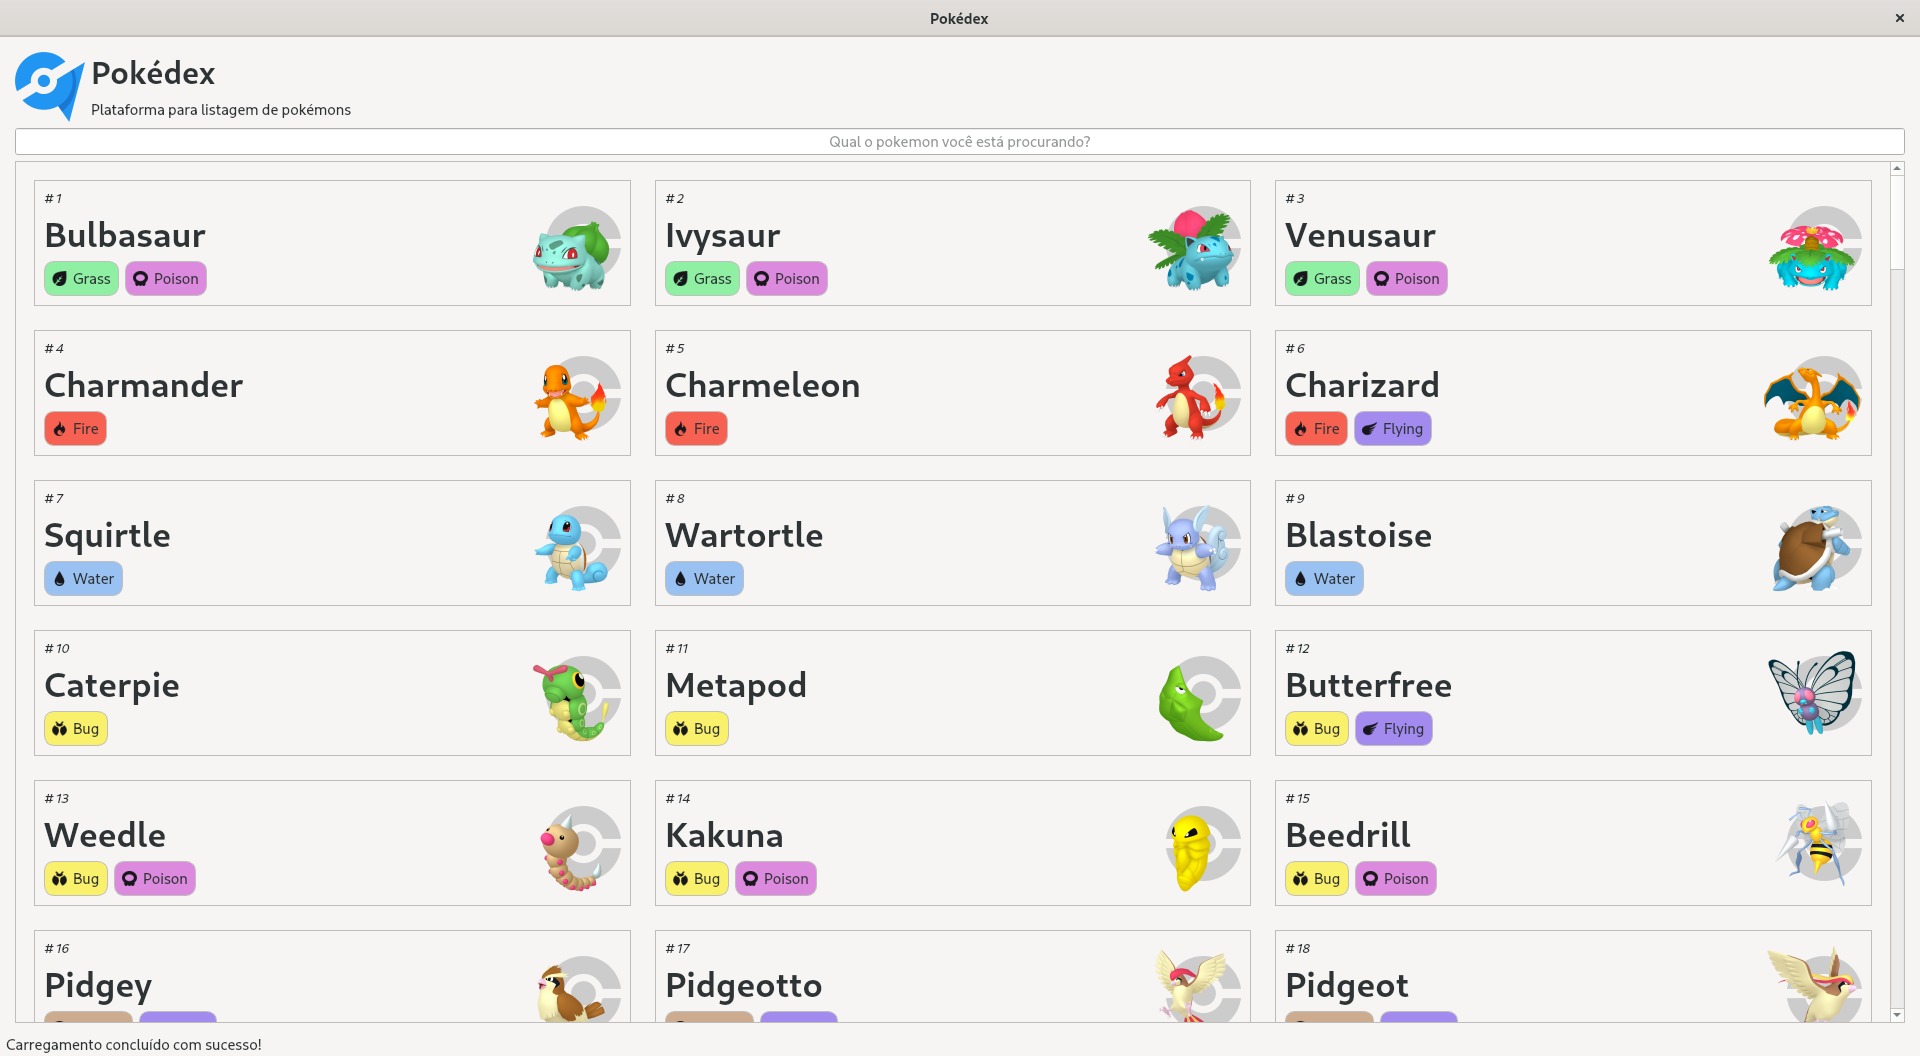 Pokédex
Pokédex
Plataforma para listagem de pokémons
Qual o pokemon você está procurando?
#1
Bulbasaur
Grass Poison
#2
Ivysaur
Grass Poison
#3
Venusaur
Grass Poison
#4
Charmander
Fire
#5
Charmeleon
Fire
#6
Charizard
Fire Flying
#7
Squirtle
Water
#8
Wartortle
Water
#9
Blastoise
Water
#10
Caterpie
Bug
#11
Metapod
Bug
#12
Butterfree
Bug Flying
#13
Weedle
Bug Poison
#14
Kakuna
Bug Poison
#15
Beedrill
Bug Poison
#16
Pidgey
#17
Pidgeotto
#18
Pidgeot
Carregamento concluído com sucesso!